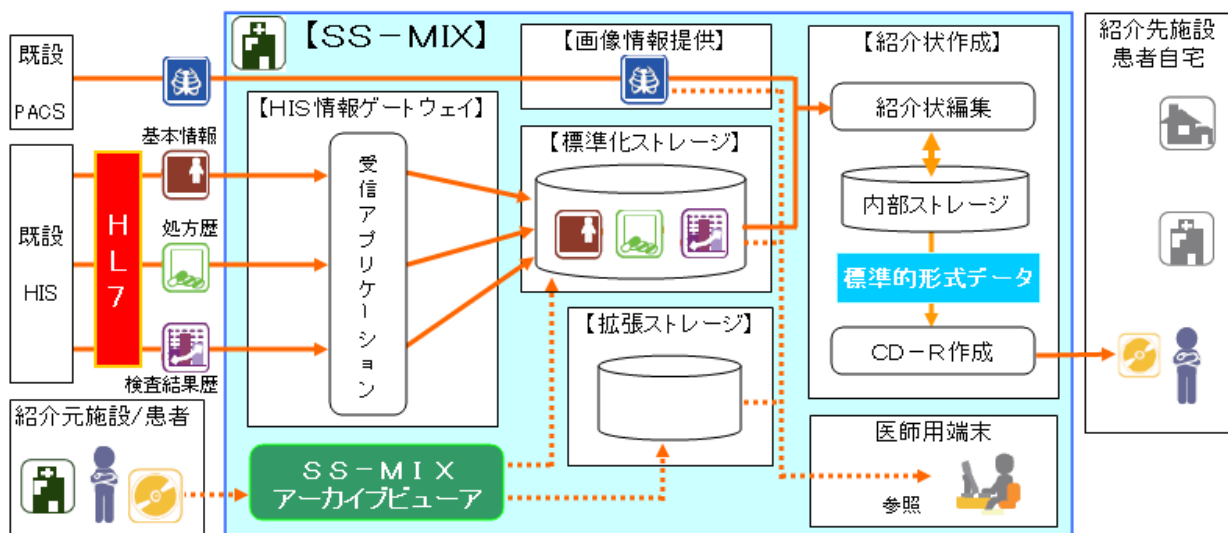 【SS-MIX】
既設
PACS
【画像情報提供】
【紹介状作成】
紹介先施設
患者自宅
【HIS情報ゲートウェイ】
紹介状編集
基本情報
受信アプリケーション
【標準化ストレージ】
既設
HIS
HL7
処方歴
内部ストレージ
標準的形式データ
【拡張ストレージ】
CD-R作成
検査結果歴
紹介元施設/患者
医師用端末
SS-MIX
アーカイブビューア
参照